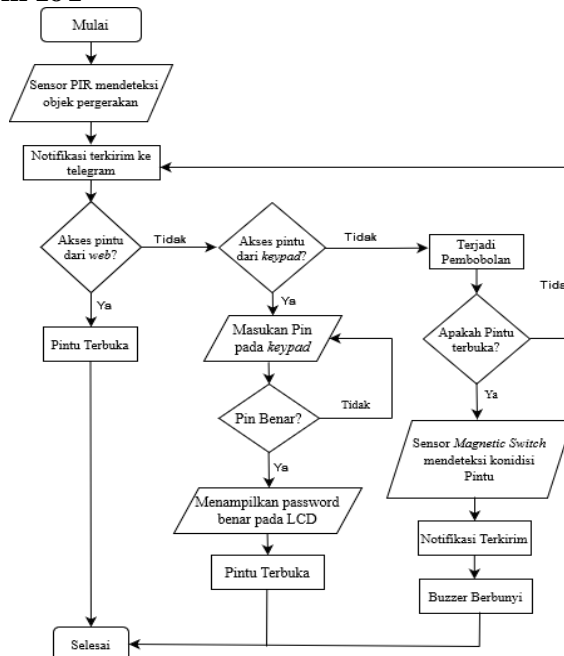 Mulai
Sensor PIR mendeteksi
objek pergerakan
Notifikasi terkirim ke
telegram
Akses pintu
dari web?
Tidak
Ya
Pintu Terbuka
Akses pintu
dari keypad?
Tidak
Ya
Masukan Pin
pada keypad
Pin Benar?
Tidak
Ya
Menampilkan password
benar pada LCD
Pintu Terbuka
Terjadi
Pembobolan
Apakah Pintu
terbuka?
Ya
Sensor Magnetic Switch
mendeteksi konidisi
Pintu
Notifikasi Terkirim
Buzzer Berbunyi
Selesai